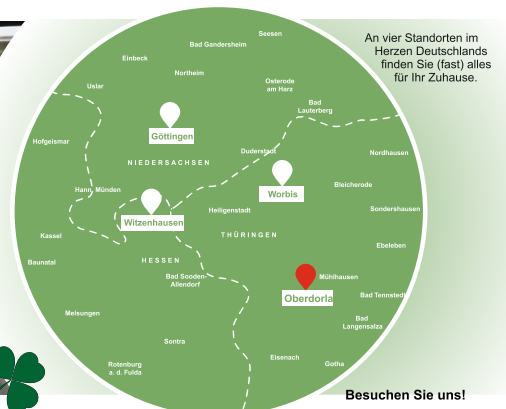 An vier Standorten im
Herzen Deutschlands
finden Sie (fast) alles
für Ihr Zuhause.
Seesen
Bad Gandersheim
Einbeck
Northeim
Osterode
am Harz
Uslar
Bad
Lauterberg
Göttingen
Hofgeismar
Duderstadt
Nordhausen
NIEDERSACHSEN
Bleicherode
Hann. Münden
Worbis
Witzenhausen
Heiligenstadt
Sondershausen
Kassel
THÜRINGEN
Ebeleben
Baunatal
HESSEN
Bad Sooden-
Allendorf
Mühlhausen
Oberdorla
Bad Tennstedt
Melsungen
Bad
Langensalza
Sontra
Eisenach
Gotha
Rotenburg
a. d. Fulda
Besuchen Sie uns!